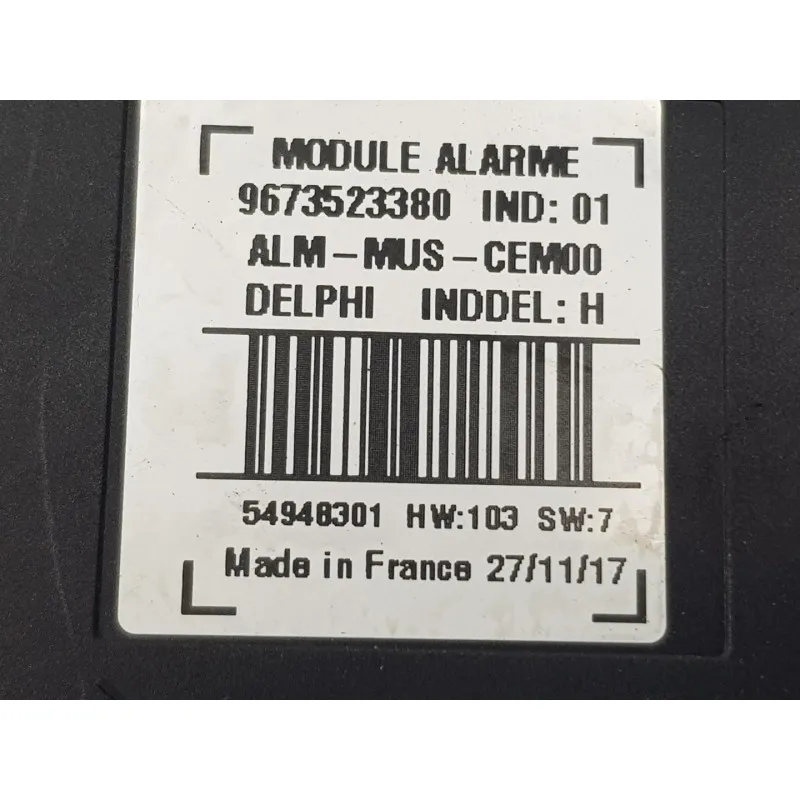 MODULE ALARME
9673523380 IND: 01
ALM-MUS-CEM00
DELPHI INDDEL: H
54948301 HW:103 SW:7
Made in France 27/11/17